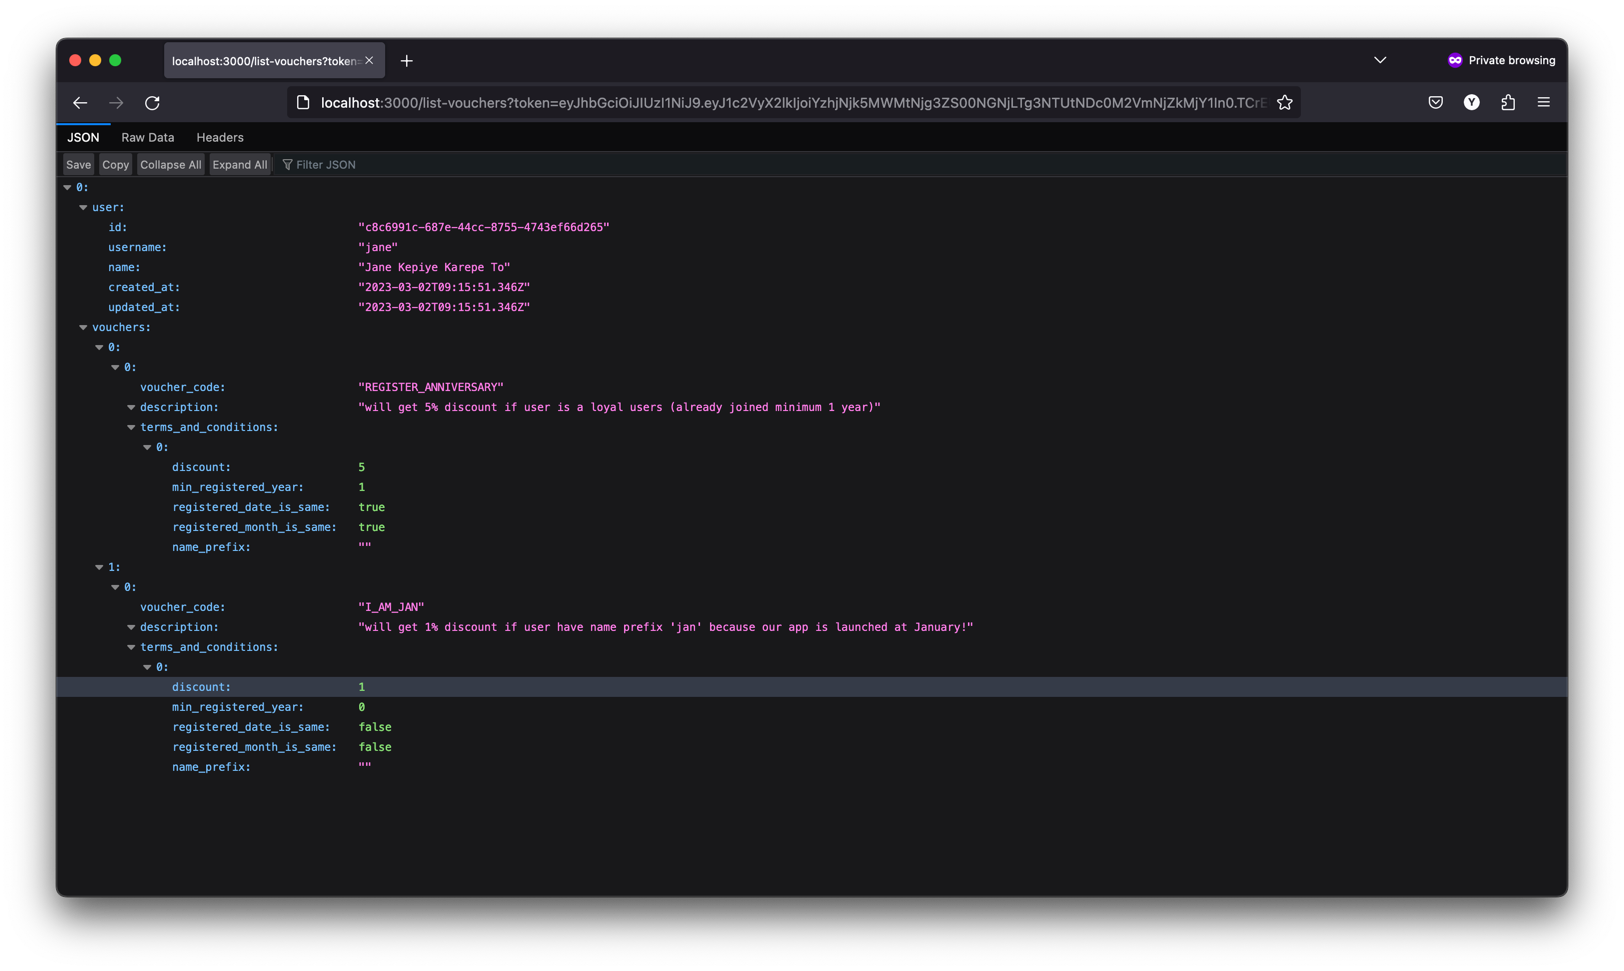 localhost:3000/list-vouchers?token=
Private browsing
localhost:3000/list-vouchers?token=eyJhbGciOiJIUzI1NiJ9.eyJ1c2VyX2lkIjoiYzhjNjk5MWMtNjg3ZS00NGNjLTg3NTUtNDc0M2VmNjZkMjY1In0.TCrE
Y
JSON Raw Data Headers
Save Copy Collapse All Expand All Filter JSON
0:
user:
id: "c8c6991c-687e-44cc-8755-4743ef66d265"
username: "jane"
name: "Jane Kepiye Karepe To"
created_at: "2023-03-02T09:15:51.346Z"
updated_at: "2023-03-02T09:15:51.346Z"
vouchers:
0:
0:
voucher_code: "REGISTER_ANNIVERSARY"
description: "will get 5% discount if user is a loyal users (already joined minimum 1 year)"
terms_and_conditions:
0:
discount: 5
min_registered_year: 1
registered_date_is_same: true
registered_month_is_same: true
name_prefix: ""
1:
0:
voucher_code: "I_AM_JAN"
description: "will get 1% discount if user have name prefix 'jan' because our app is launched at January!"
terms_and_conditions:
0:
discount: 1
min_registered_year: 0
registered_date_is_same: false
registered_month_is_same: false
name_prefix: ""